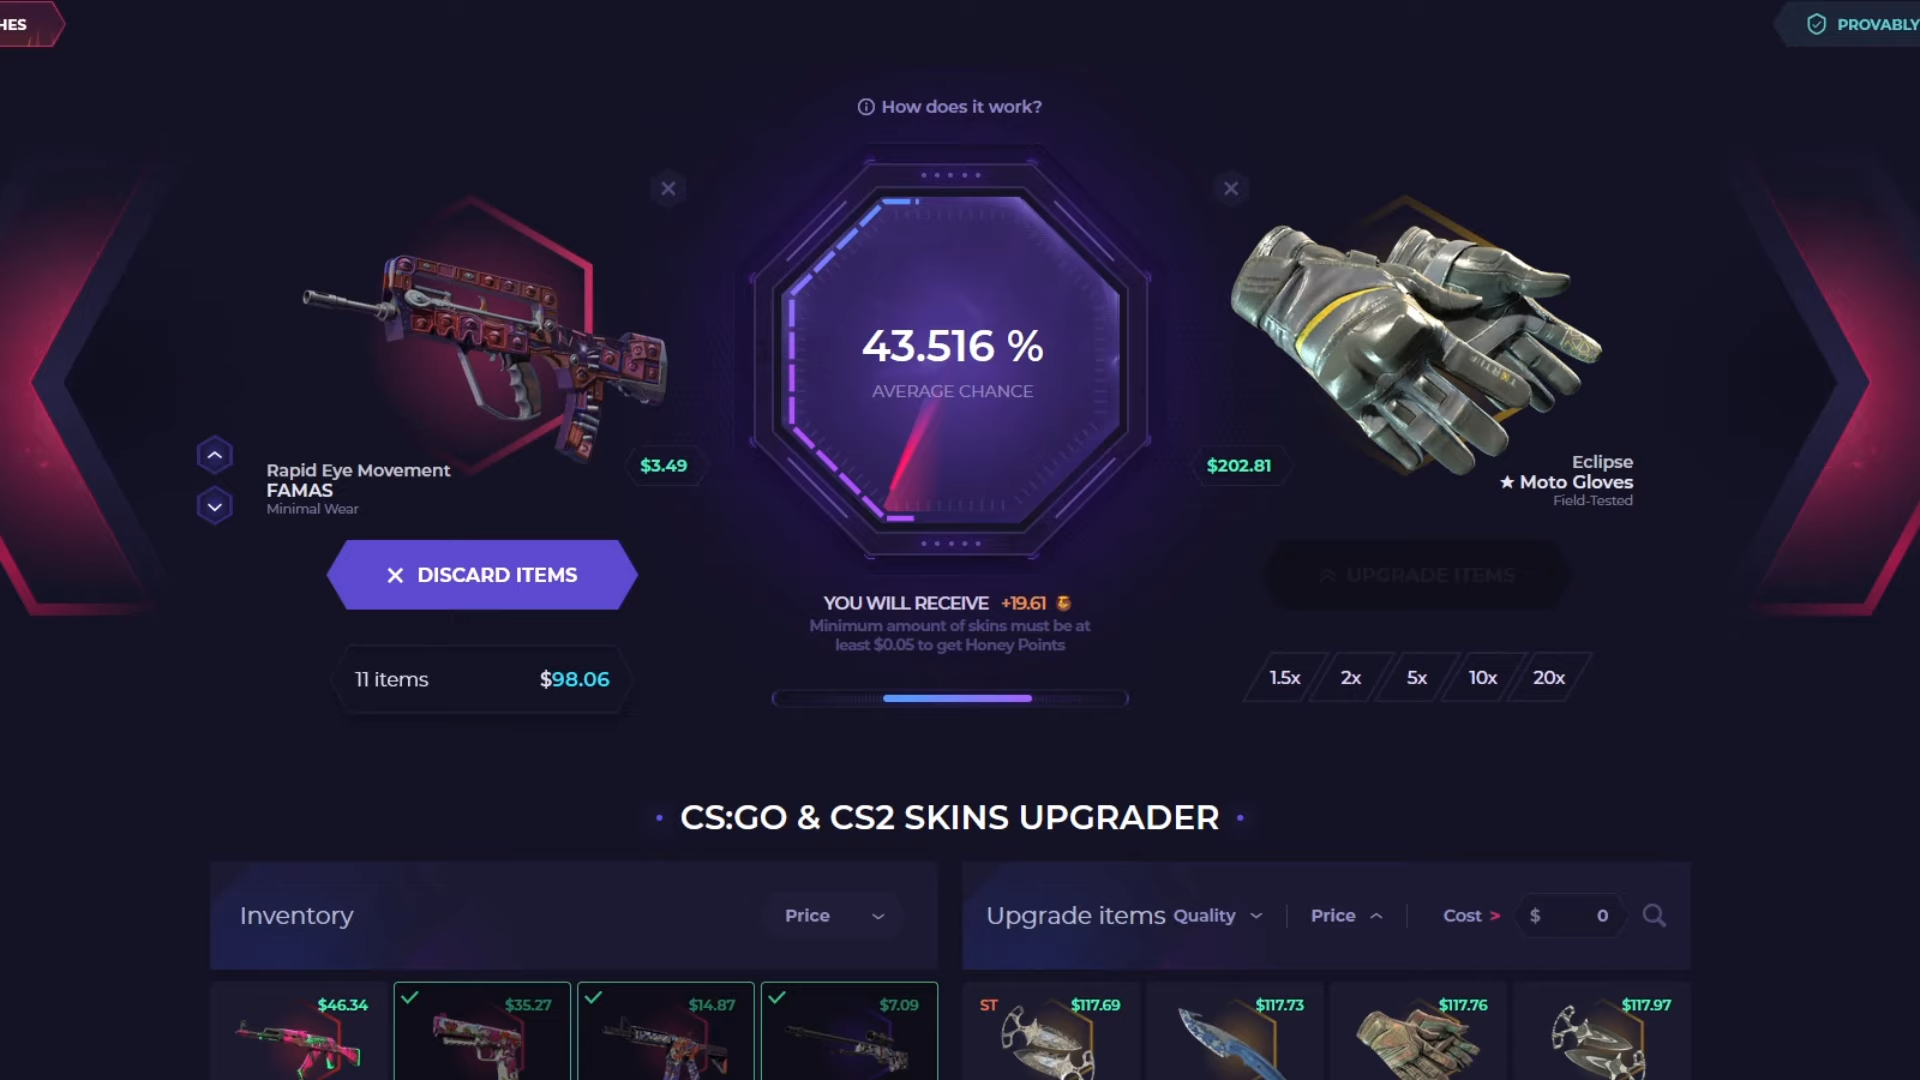 HES
PROVABLY
How does it work?
43.516 %
AVERAGE CHANCE
$3.49
$202.81
Rapid Eye Movement
FAMAS
Minimal Wear
Eclipse
★ Moto Gloves
Field-Tested
DISCARD ITEMS
UPGRADE ITEMS
YOU WILL RECEIVE +19.61
Minimum amount of skins must be at
least $0.05 to get Honey Points
11 items $98.06
1.5x 2x 5x 10x 20x
CS:GO & CS2 SKINS UPGRADER
Inventory
Price
Upgrade items Quality Price Cost > $ 0
$46.34 $35.27 $14.87 $7.09
ST $117.69 $117.73 $117.76 $117.97